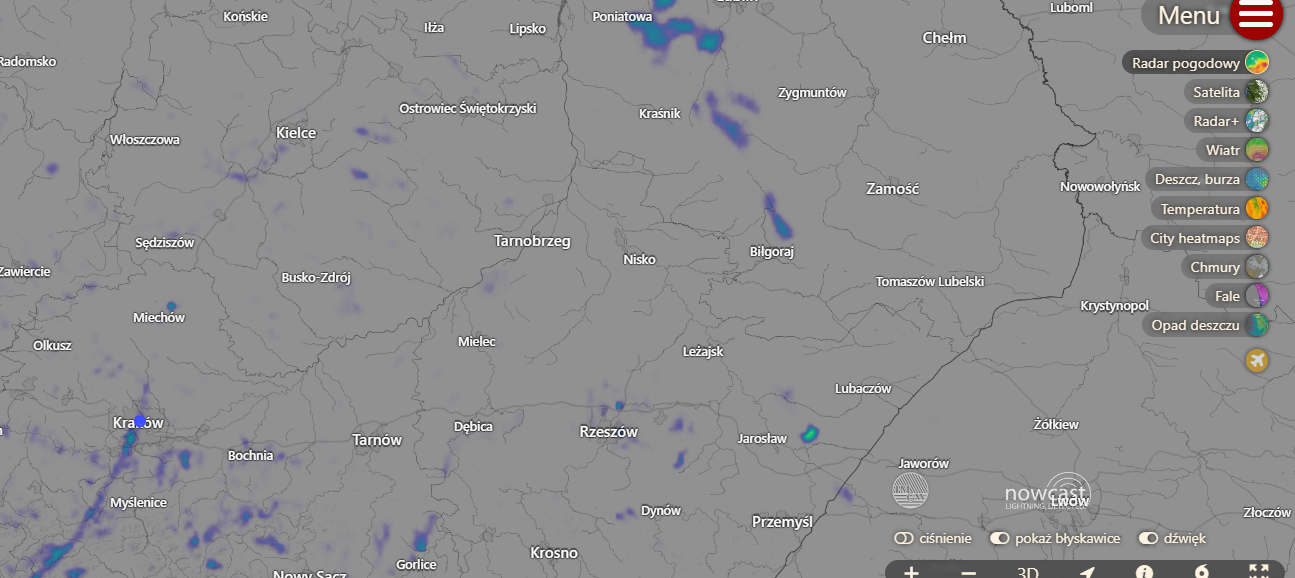 Poniatowa
Luboml
Menu
Końskie
Iłża
Lipsko
Chełm
Radomsko
Radar pogodowy
Satelita
Zygmuntów
Ostrowiec Świętokrzyski
Kraśnik
Radar+
Kielce
Włoszczowa
Wiatr
Deszcz, burza
Zamość
Nowowołyńsk
Temperatura
Sędziszów
Tarnobrzeg
City heatmaps
Biłgoraj
Nisko
Chmury
Zawiercie
Busko-Zdrój
Tomaszów Lubelski
Fale
Krystynopol
Miechów
Opad deszczu
Olkusz
Mielec
Leżajsk
Lubaczów
Kraków
Dębica
Rzeszów
Żółkiew
Tarnów
Jarosław
Bochnia
Jaworów
nowcast
LIGHTNING, DETECTED.
Lwów
Myślenice
Dynów
Przemyśl
Złoczów
ciśnienie
pokaż błyskawice
dźwięk
Krosno
Gorlice
Nowy Sącz
+
−
3D